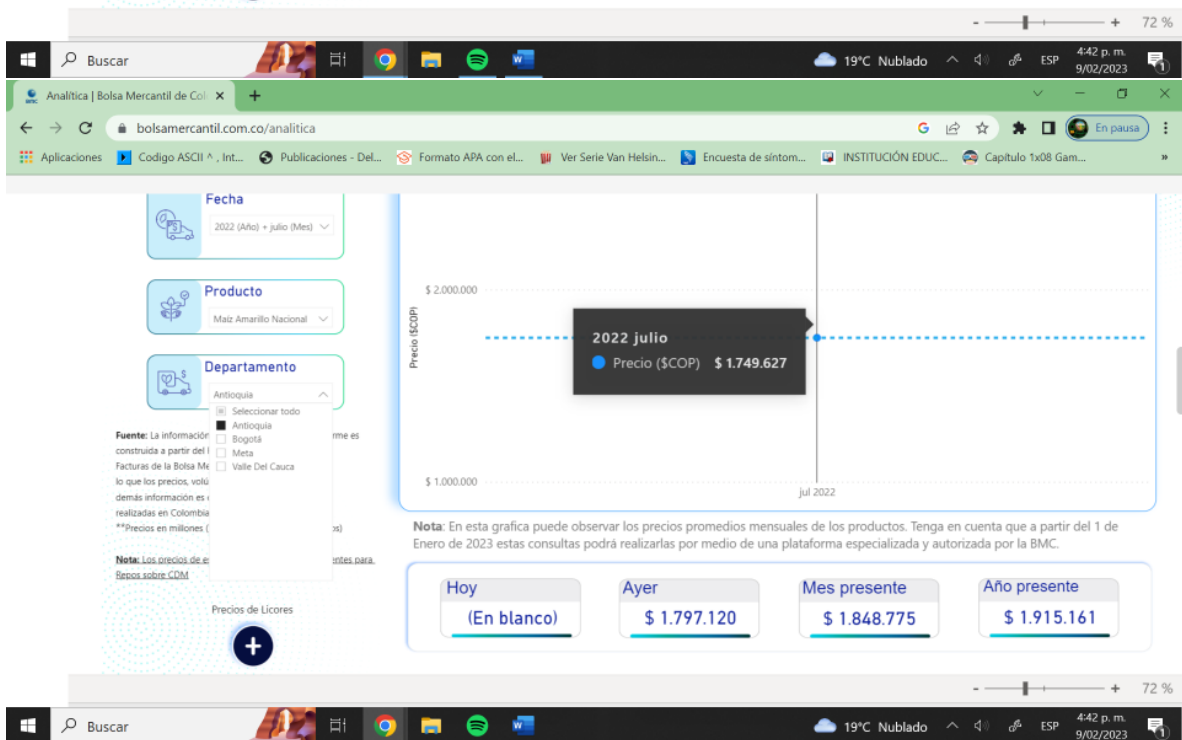 - + 72 %
Buscar
19°C Nublado
ESP
4:42 p. m.
9/02/2023
1
Analítica | Bolsa Mercantil de Col
bolsamercantil.com.co/analitica
En pausa
Aplicaciones
Codigo ASCII ^ , Int...
Publicaciones - Del...
Formato APA con el...
Ver Serie Van Helsin...
Encuesta de síntom...
INSTITUCIÓN EDUC...
Capítulo 1x08 Gam...
»
Fecha
2022 (Año) + julio (Mes)
Producto
Maíz Amarillo Nacional
Departamento
Antioquia
Seleccionar todo
Antioquia
Bogotá
Meta
Valle Del Cauca
Fuente: La información rme es
construida a partir del
Facturas de la Bolsa Me
lo que los precios, volú
demás información es
realizadas en Colombia
**Precios en millones ( os)
Nota: Los precios de es entes para
Repos sobre CDM
Precios de Licores
+
Precio ($COP)
$ 2.000.000
2022 julio
Precio ($COP) $ 1.749.627
$ 1.000.000
jul 2022
Nota: En esta grafica puede observar los precios promedios mensuales de los productos. Tenga en cuenta que a partir del 1 de
Enero de 2023 estas consultas podrá realizarlas por medio de una plataforma especializada y autorizada por la BMC.
Hoy
(En blanco)
Ayer
$ 1.797.120
Mes presente
$ 1.848.775
Año presente
$ 1.915.161
- + 72 %
Buscar
19°C Nublado
ESP
4:42 p. m.
9/02/2023
1